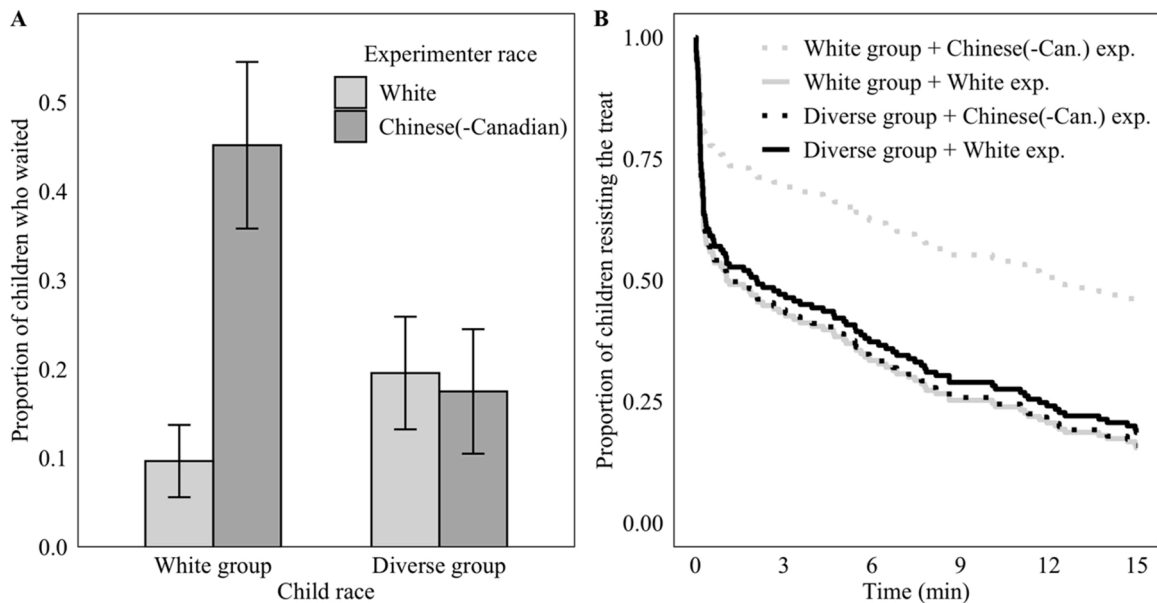 A
Proportion of children who waited
0.5
0.4
0.3
0.2
0.1
0.0
Experimenter race
White
Chinese(-Canadian)
White group
Diverse group
Child race
B
Proportion of children resisting the treat
1.00
0.75
0.50
0.25
0.00
White group + Chinese(-Can.) exp.
White group + White exp.
Diverse group + Chinese(-Can.) exp.
Diverse group + White exp.
0 3 6 9 12 15
Time (min)